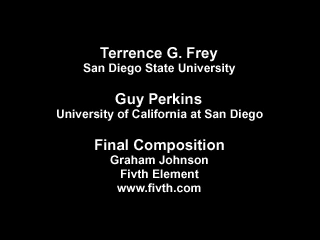 Terrence G. Frey
San Diego State University
Guy Perkins
University of California at San Diego
Final Composition
Graham Johnson
Fivth Element
www.fivth.com